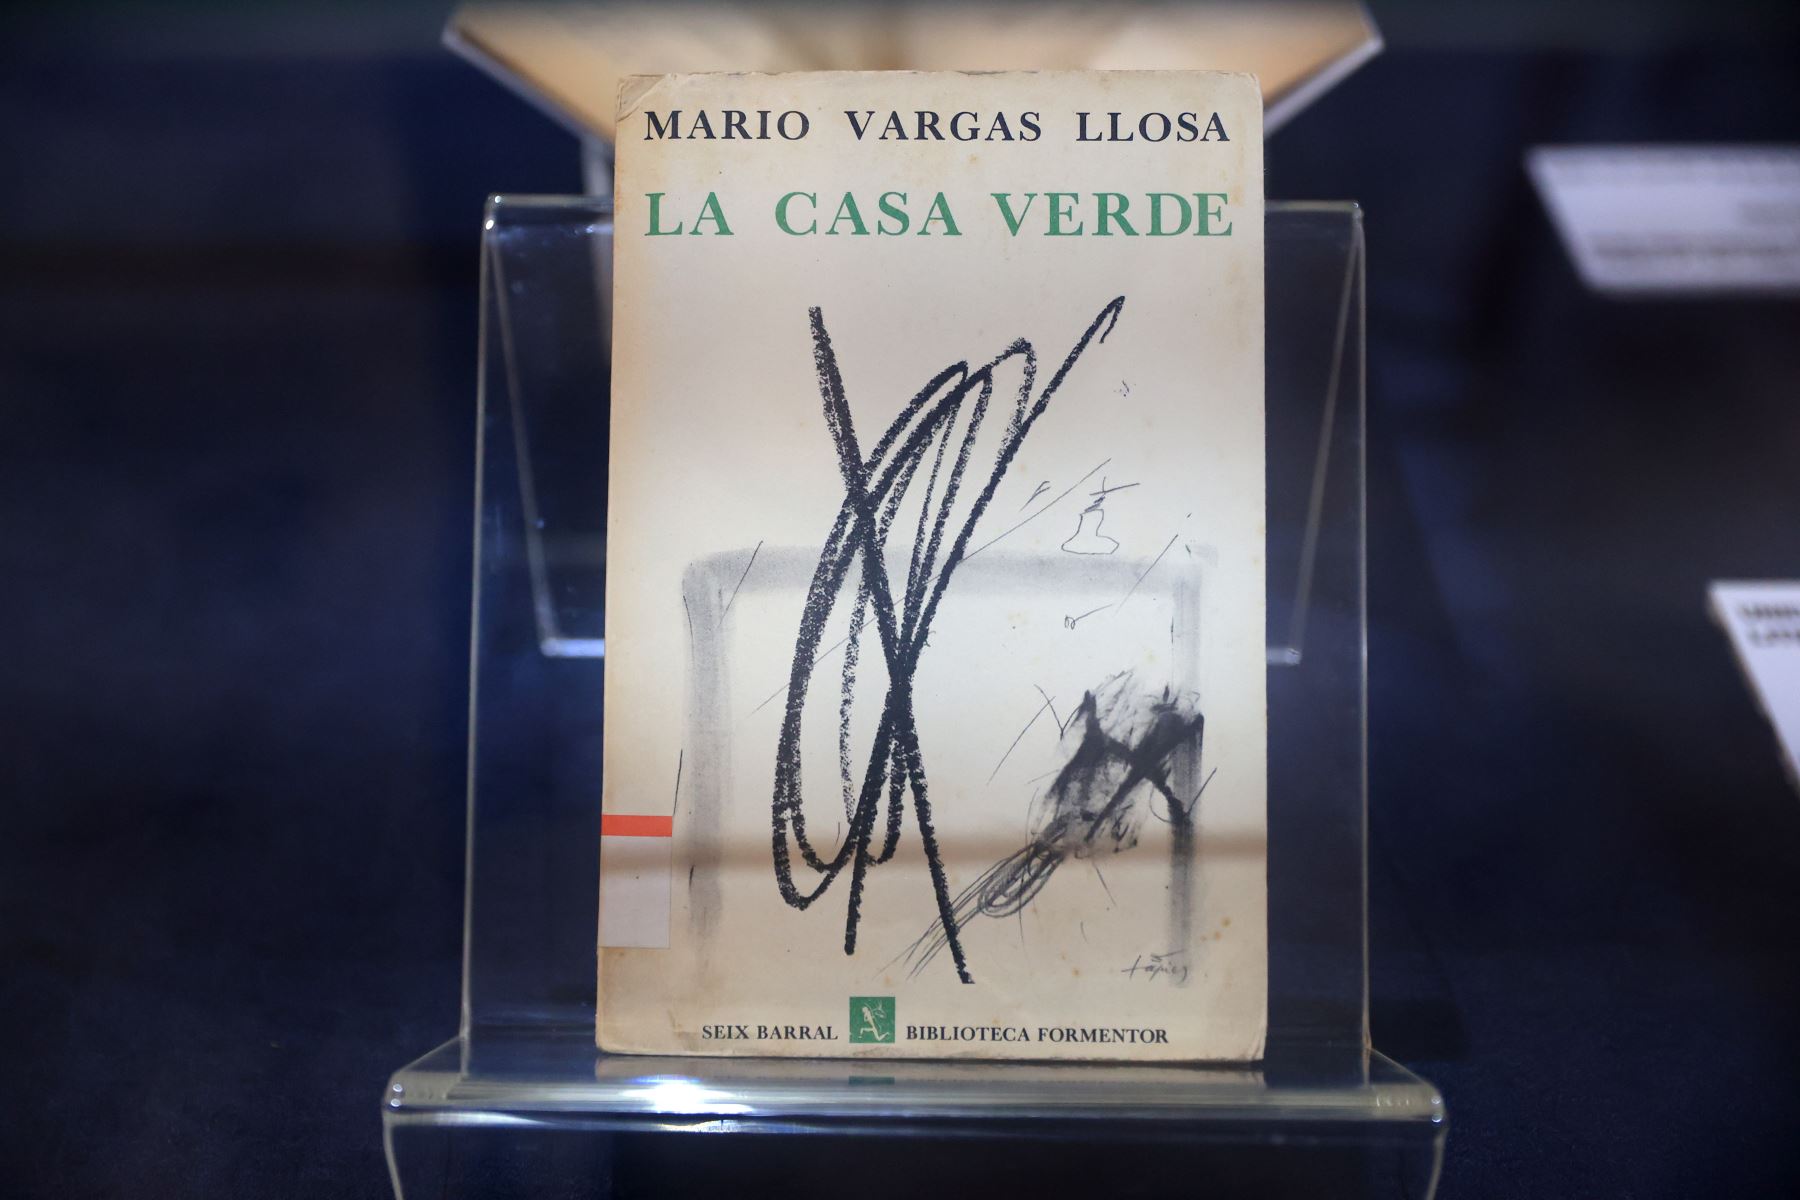 MARIO VARGAS LLOSA
LA CASA VERDE
tàpies
SEIX BARRAL BIBLIOTECA FORMENTOR